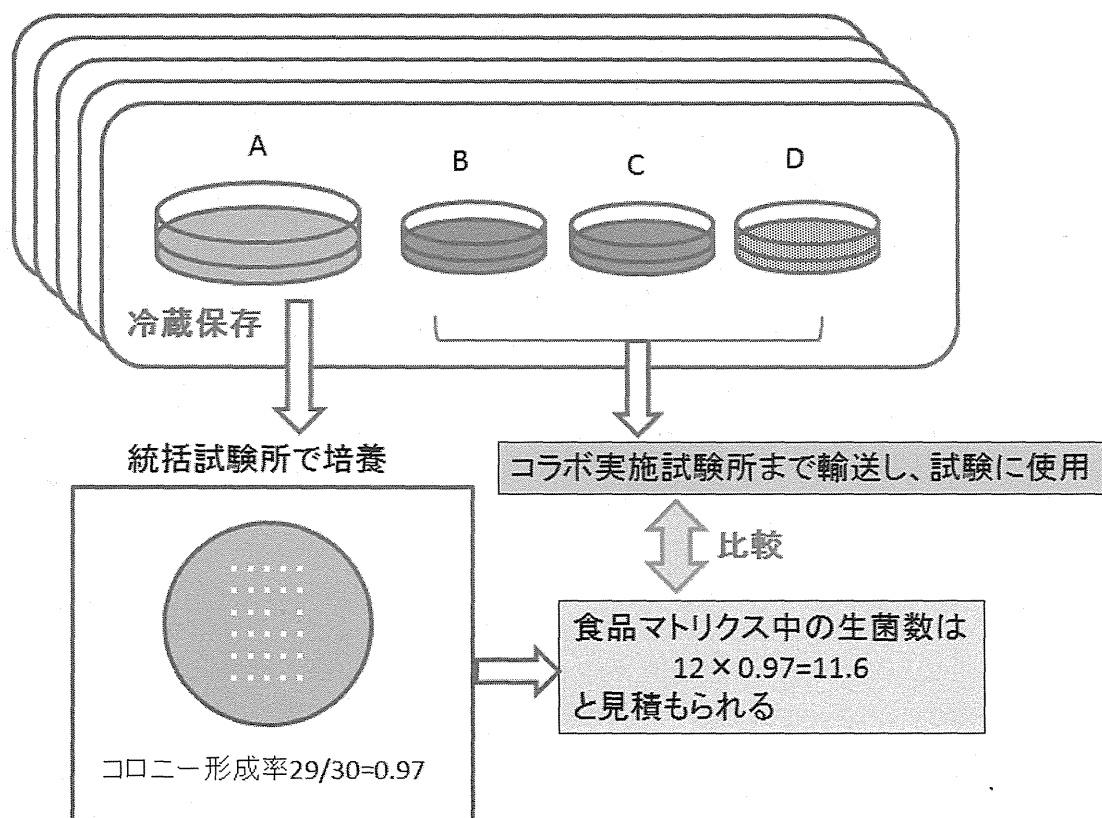 A
B
C
D
冷蔵保存
統括試験所で培養
コラボ実施試験所まで輸送し、試験に使用
比較
食品マトリクス中の生菌数は
12×0.97=11.6
と見積もられる
コロニー形成率29/30=0.97